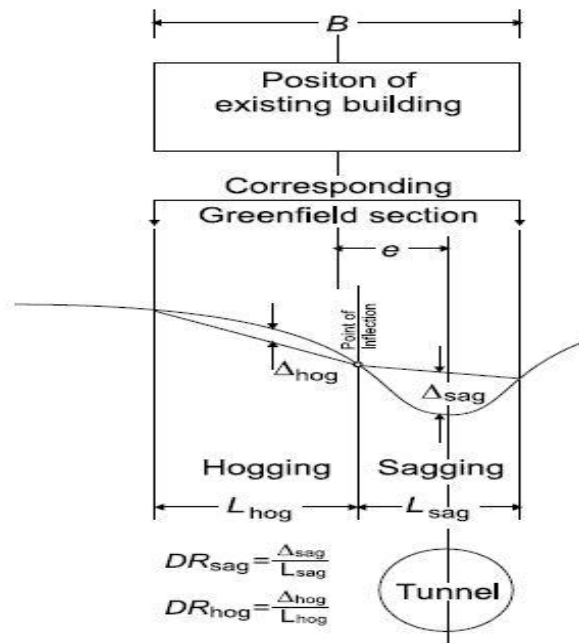 B
Positon of
existing building
Corresponding
Greenfield section
e
Point of
Inflection
Δhog
Δsag
Hogging
Sagging
Lhog
Lsag
DRsag=Δsag/Lsag
DRhog=Δhog/Lhog
Tunnel